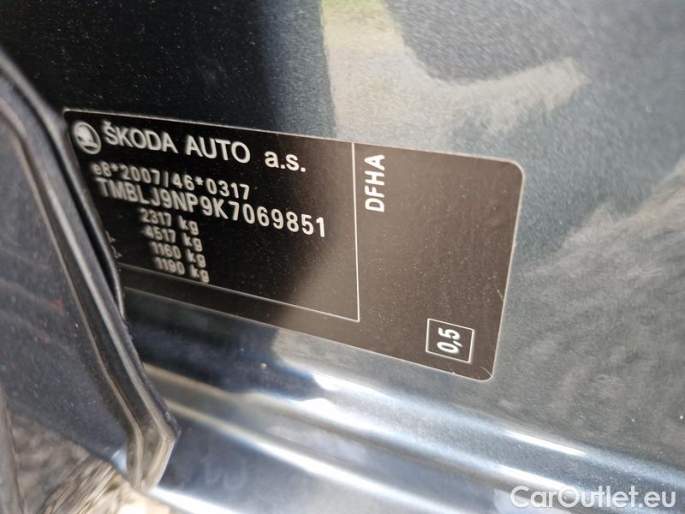 ŠKODA AUTO a.s.
e8*2007/46*0317
TMBLJ9NP9K7069851
2317 kg
4517 kg
1160 kg
1190 kg
DFHA
0,5
CarOutlet.eu